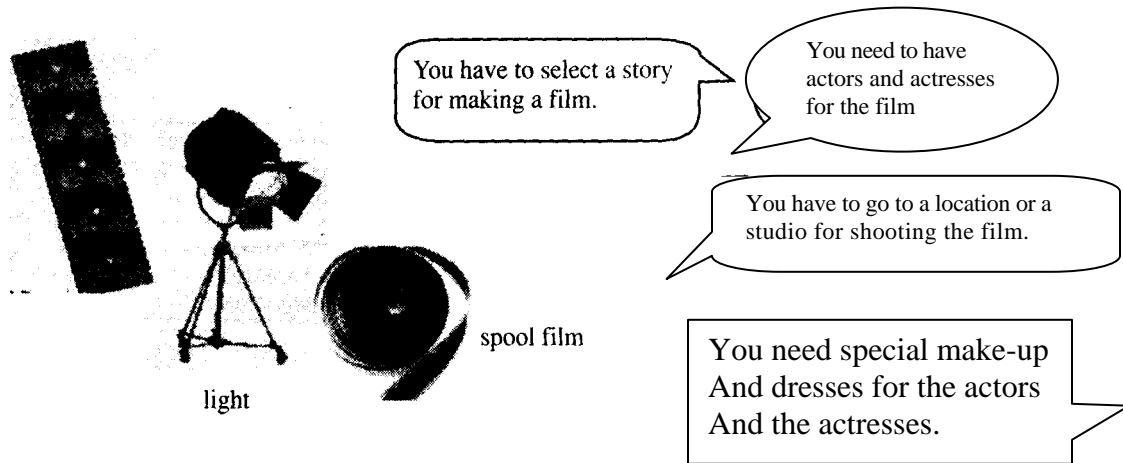 You have to select a story
for making a film.
You need to have
actors and actresses
for the film
You have to go to a location or a
studio for shooting the film.
spool film
light
You need special make-up
And dresses for the actors
And the actresses.